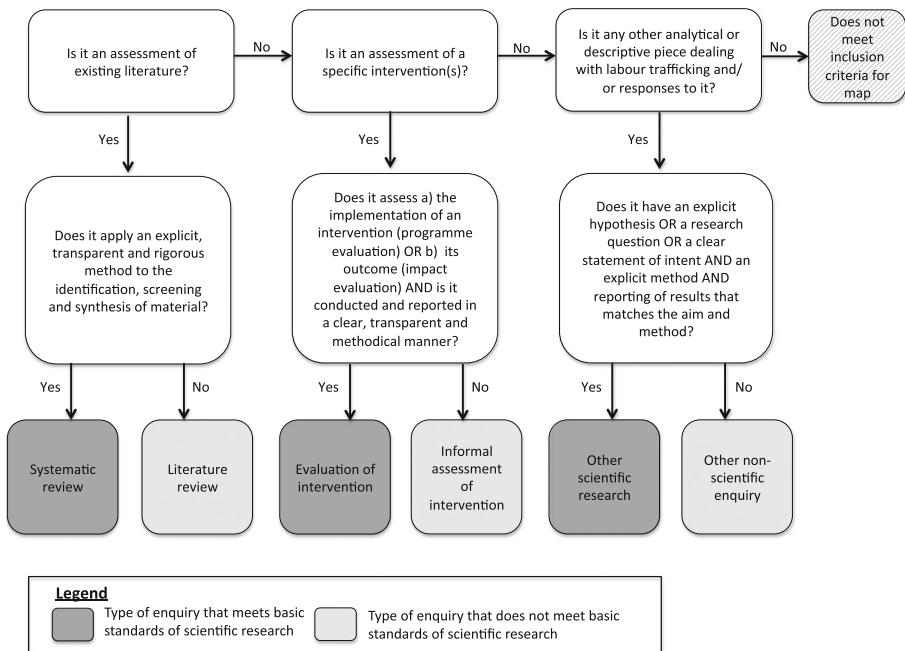 Is it an assessment of
existing literature?
No
Is it an assessment of a
specific intervention(s)?
No
Is it any other analytical or
descriptive piece dealing
with labour trafficking and/
or responses to it?
No
Does not
meet
inclusion
criteria for
map
Yes
Yes
Yes
Does it apply an explicit,
transparent and rigorous
method to the
identification, screening
and synthesis of material?
Does it assess a) the
implementation of an
intervention (programme
evaluation) OR b) its
outcome (impact
evaluation) AND is it
conducted and reported in
a clear, transparent and
methodical manner?
Does it have an explicit
hypothesis OR a research
question OR a clear
statement of intent AND an
explicit method AND
reporting of results that
matches the aim and
method?
Yes
No
Yes
No
Yes
No
Systematic
review
Literature
review
Evaluation of
intervention
Informal
assessment
of
intervention
Other
scientific
research
Other non-
scientific
enquiry
Legend
Type of enquiry that meets basic
standards of scientific research
Type of enquiry that does not meet basic
standards of scientific research